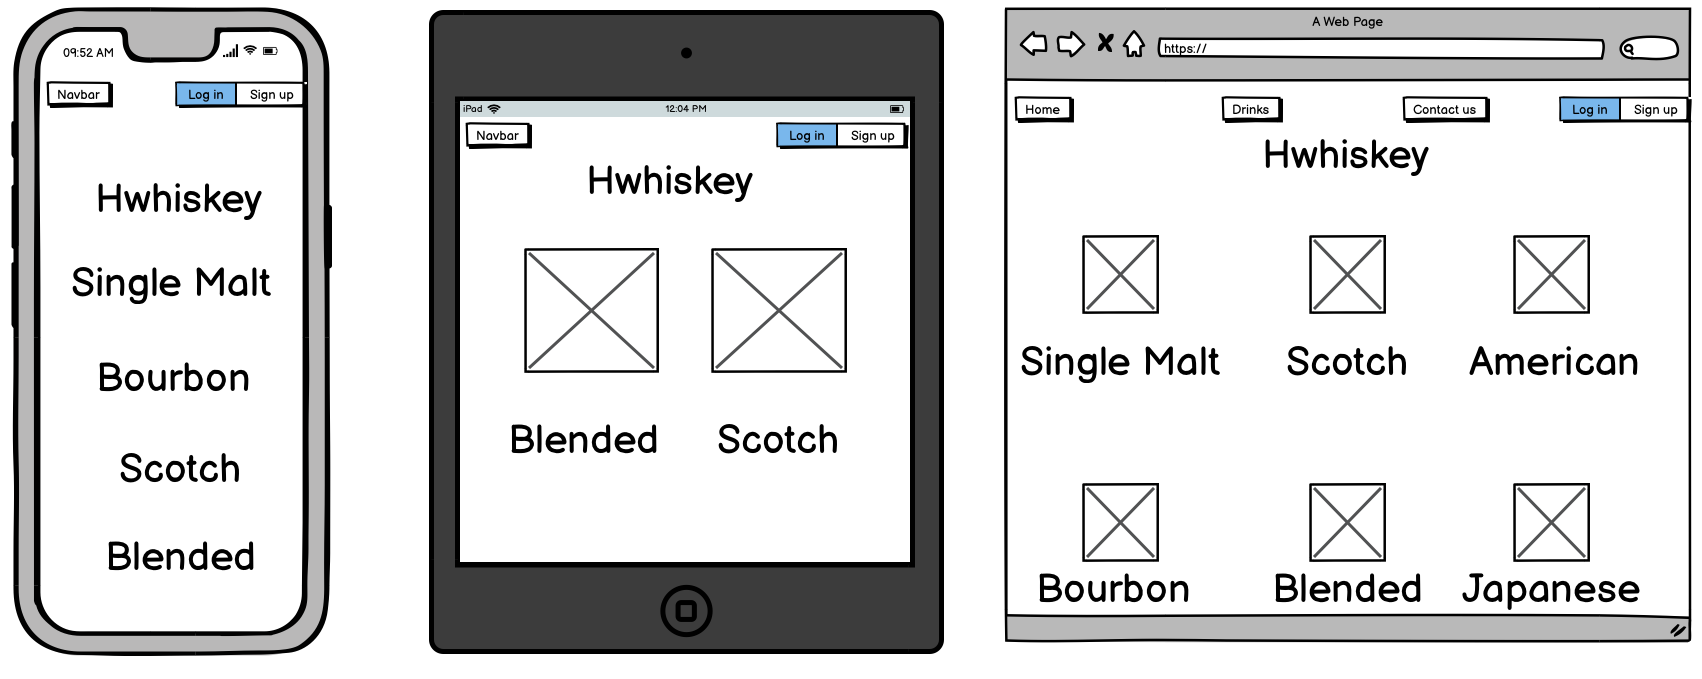 09:52 AM
Navbar
Log in
Sign up
Hwhiskey
Single Malt
Bourbon
Scotch
Blended
iPad
12:04 PM
Navbar
Log in
Sign up
Hwhiskey
Blended
Scotch
A Web Page
https://
Home
Drinks
Contact us
Log in
Sign up
Hwhiskey
Single Malt
Scotch
American
Bourbon
Blended
Japanese